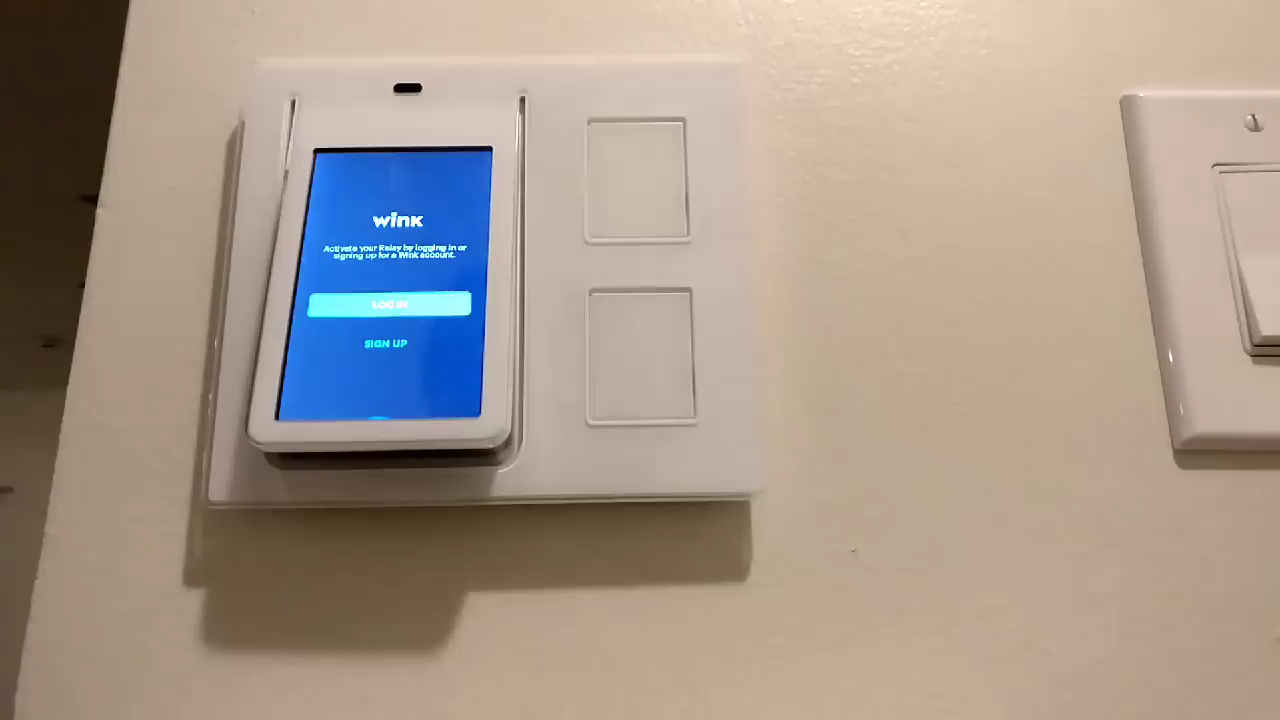 wink
Activate your Relay by logging in or
signing up for a Wink account.
LOG IN
SIGN UP